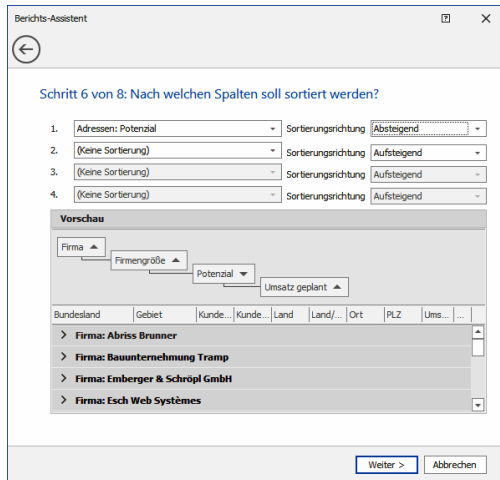 Berichts-Assistent
Schritt 6 von 8: Nach welchen Spalten soll sortiert werden?
1. Adressen: Potenzial Sortierungsrichtung Absteigend
2. (Keine Sortierung) Sortierungsrichtung Aufsteigend
3. (Keine Sortierung) Sortierungsrichtung Aufsteigend
4. (Keine Sortierung) Sortierungsrichtung Aufsteigend
Vorschau
Firma
Firmengröße
Potenzial
Umsatz geplant
Bundesland Gebiet Kunde... Kunde... Land Land/... Ort PLZ Ums... ...
Firma: Abriss Brunner
Firma: Bauunternehmung Tramp
Firma: Emberger & Schröpl GmbH
Firma: Esch Web Systèmes
Weiter > Abbrechen